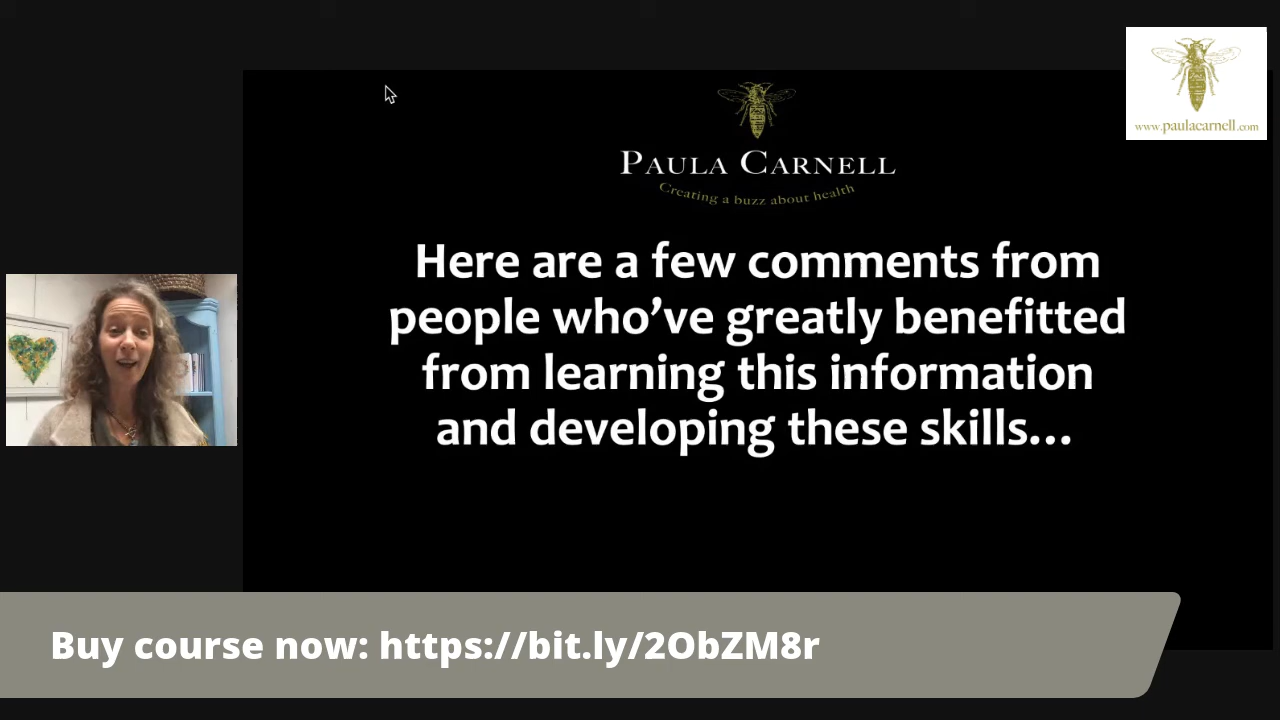 www.paulacarnell.com
PAULA CARNELL
Creating a buzz about health
Here are a few comments from
people who’ve greatly benefitted
from learning this information
and developing these skills…
Buy course now: https://bit.ly/2ObZM8r